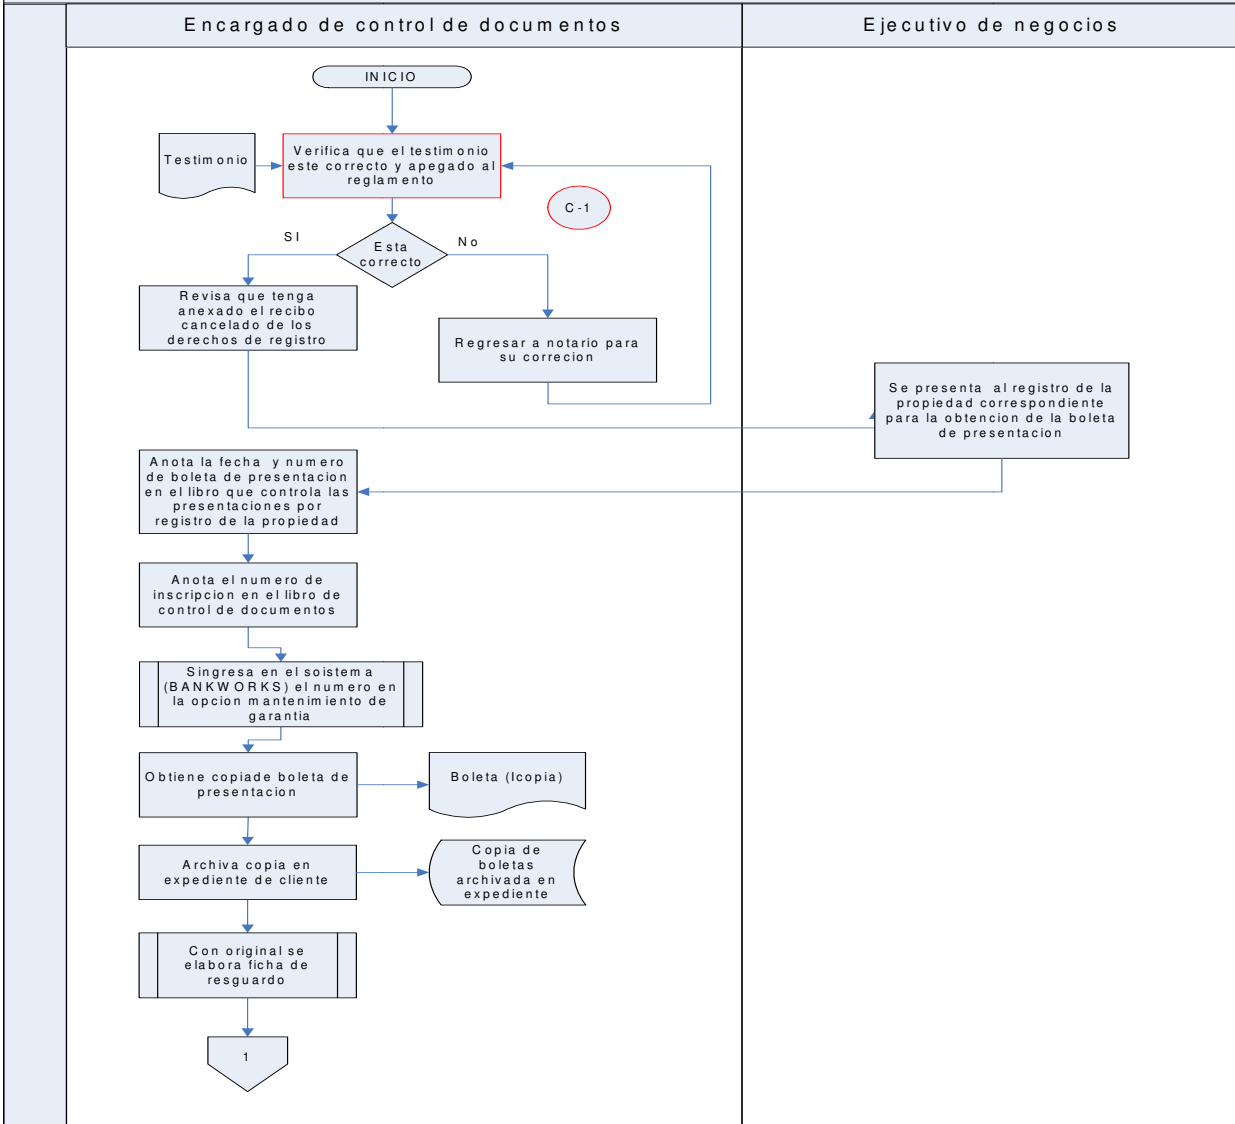 Encargado de control de documentos
Ejecutivo de negocios
INICIO
Testimonio
Verifica que el testimonio
este correcto y apegado al
reglamento
C-1
SI
Esta
correcto
No
Revisa que tenga
anexado el recibo
cancelado de los
derechos de registro
Regresar a notario para
su correcion
Se presenta al registro de la
propiedad correspondiente
para la obtencion de la boleta
de presentacion
Anota la fecha y numero
de boleta de presentacion
en el libro que controla las
presentaciones por
registro de la propiedad
Anota el numero de
inscripcion en el libro de
control de documentos
Singresa en el soistema
(BANKWORKS) el numero en
la opcion mantenimiento de
garantia
Obtiene copiade boleta de
presentacion
Boleta (Icopia)
Archiva copia en
expediente de cliente
Copia de
boletas
archivada en
expediente
Con original se
elabora ficha de
resguardo
1